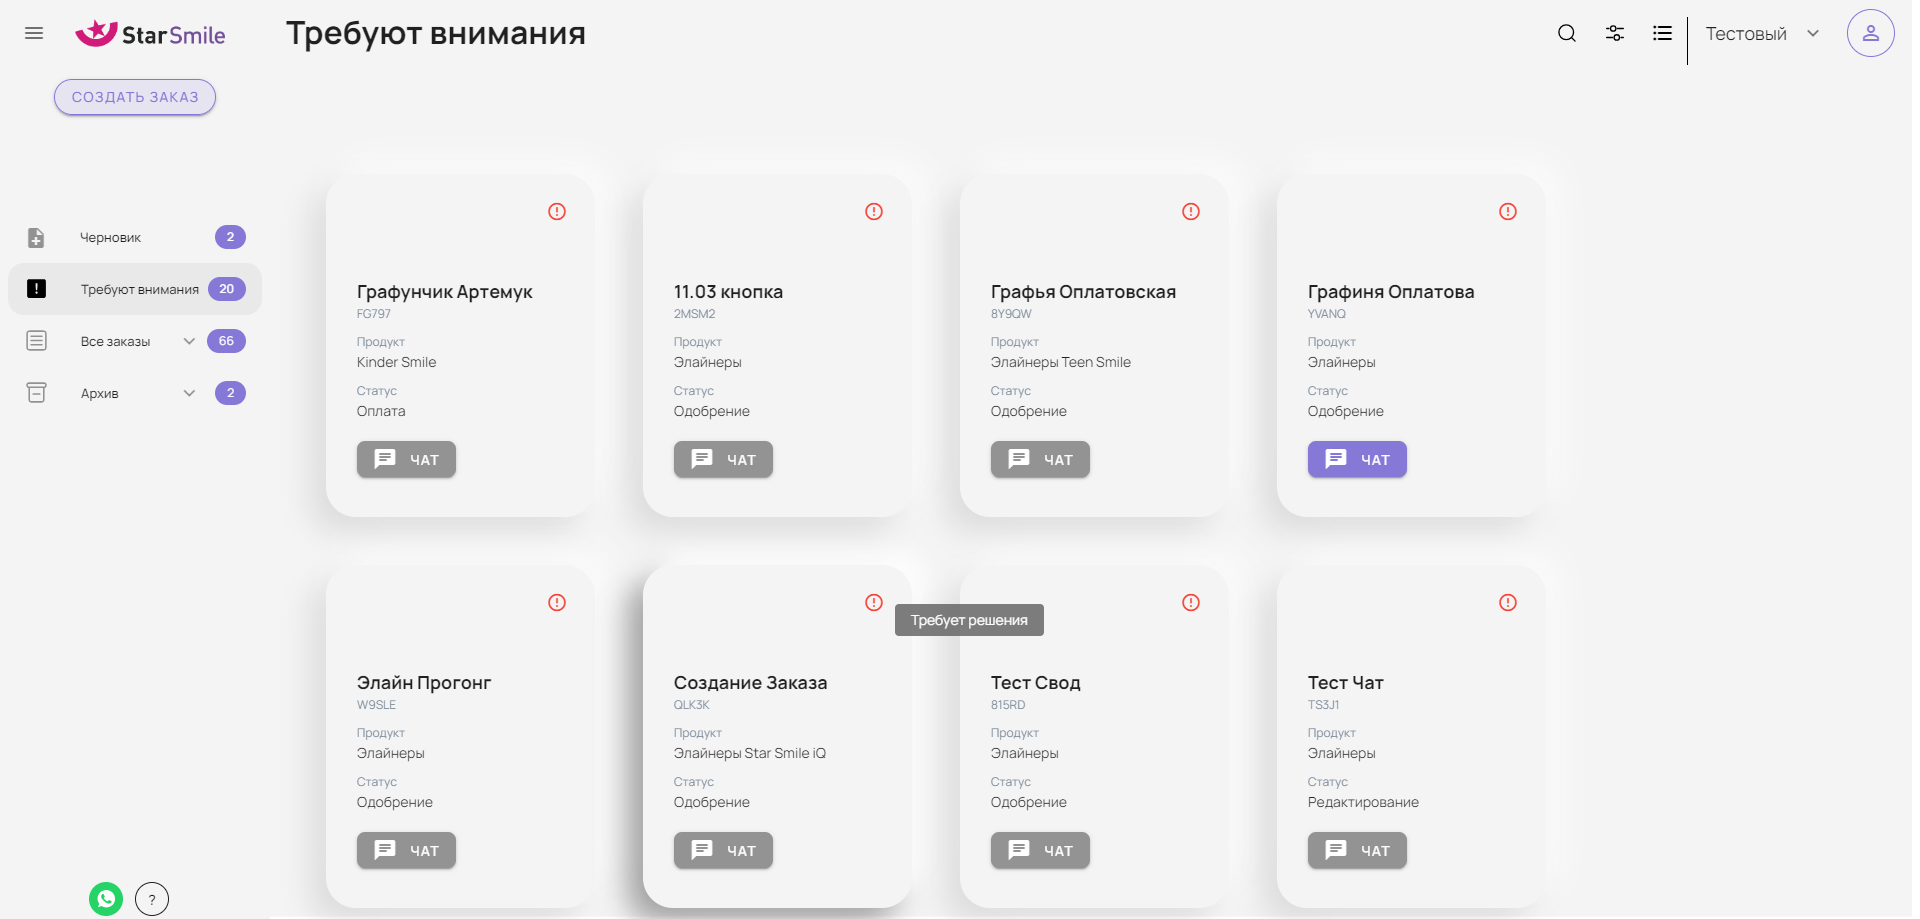 StarSmile
Требуют внимания
Тестовый
СОЗДАТЬ ЗАКАЗ
Черновик 2
Требуют внимания 20
Все заказы 66
Архив 2
Графунчик Артемук
FG797
Продукт
Kinder Smile
Статус
Оплата
ЧАТ
11.03 кнопка
2MSM2
Продукт
Элайнеры
Статус
Одобрение
ЧАТ
Графья Оплатовская
8Y9QW
Продукт
Элайнеры Teen Smile
Статус
Одобрение
ЧАТ
Графиня Оплатова
YVANQ
Продукт
Элайнеры
Статус
Одобрение
ЧАТ
Элайн Прогонг
W9SLE
Продукт
Элайнеры
Статус
Одобрение
ЧАТ
Создание Заказа
QLK3K
Продукт
Элайнеры Star Smile iQ
Статус
Одобрение
ЧАТ
Требует решения
Тест Свод
815RD
Продукт
Элайнеры
Статус
Одобрение
ЧАТ
Тест Чат
TS3J1
Продукт
Элайнеры
Статус
Редактирование
ЧАТ
?